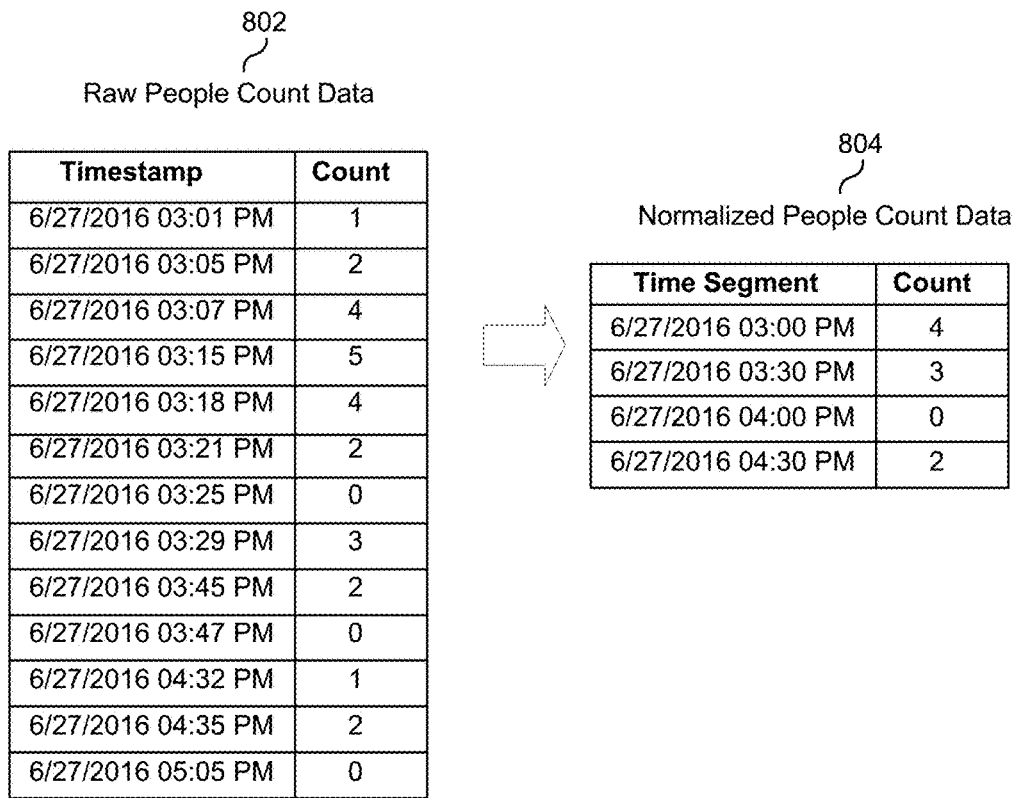 802
Raw People Count Data
Timestamp Count
6/27/2016 03:01 PM 1
6/27/2016 03:05 PM 2
6/27/2016 03:07 PM 4
6/27/2016 03:15 PM 5
6/27/2016 03:18 PM 4
6/27/2016 03:21 PM 2
6/27/2016 03:25 PM 0
6/27/2016 03:29 PM 3
6/27/2016 03:45 PM 2
6/27/2016 03:47 PM 0
6/27/2016 04:32 PM 1
6/27/2016 04:35 PM 2
6/27/2016 05:05 PM 0
804
Normalized People Count Data
Time Segment Count
6/27/2016 03:00 PM 4
6/27/2016 03:30 PM 3
6/27/2016 04:00 PM 0
6/27/2016 04:30 PM 2